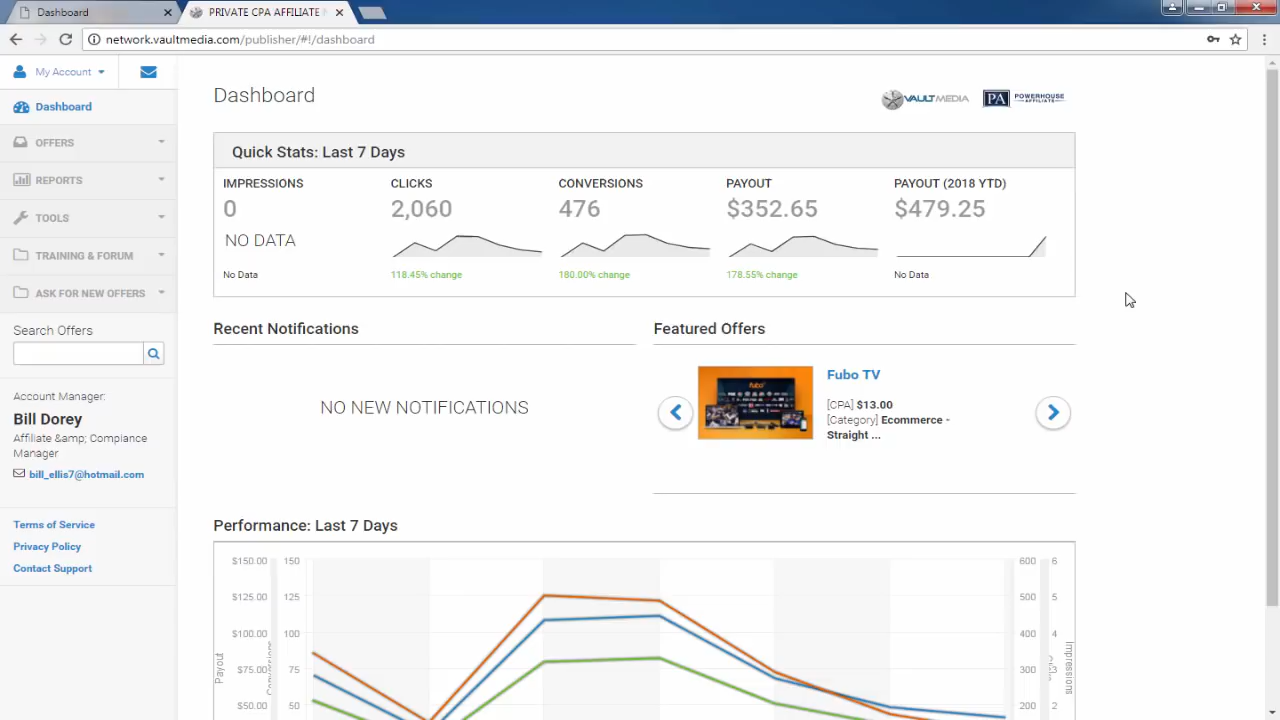 Dashboard
PRIVATE CPA AFFILIATE
network.vaultmedia.com/publisher/#!/dashboard
My Account
Dashboard
OFFERS
REPORTS
TOOLS
TRAINING & FORUM
ASK FOR NEW OFFERS
Search Offers
Account Manager:
Bill Dorey
Affiliate &amp; Compliance
Manager
bill_ellis7@hotmail.com
Terms of Service
Privacy Policy
Contact Support
Dashboard
VAULTMEDIA
PA POWERHOUSE
AFFILIATE
Quick Stats: Last 7 Days
IMPRESSIONS CLICKS CONVERSIONS PAYOUT PAYOUT (2018 YTD)
0 2,060 476 $352.65 $479.25
NO DATA
No Data 118.45% change 180.00% change 178.55% change No Data
Recent Notifications
NO NEW NOTIFICATIONS
Featured Offers
fubo
Fubo TV
[CPA] $13.00
[Category] Ecommerce -
Straight ...
Performance: Last 7 Days
$150.00 150 600 6
$125.00 125 500 5
$100.00 100 400 4
$75.00 75 300 3
$50.00 50 200 2
Payout
Impressions